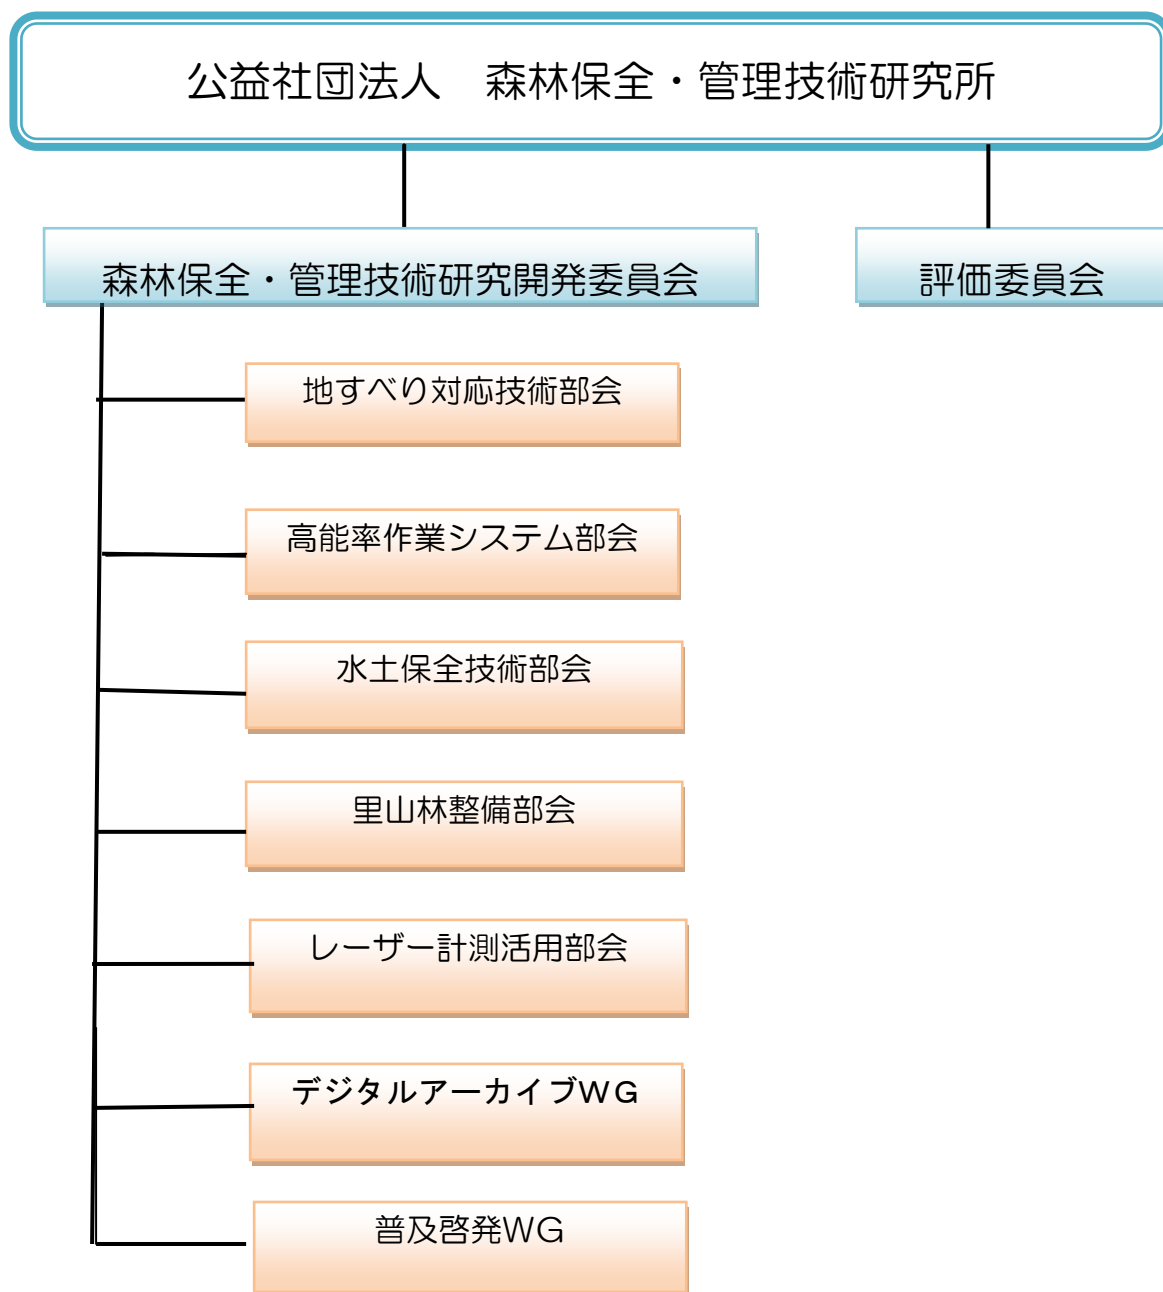 公益社団法人　森林保全・管理技術研究所
森林保全・管理技術研究開発委員会
評価委員会
地すべり対応技術部会
高能率作業システム部会
水土保全技術部会
里山林整備部会
レーザー計測活用部会
デジタルアーカイブＷＧ
普及啓発WG